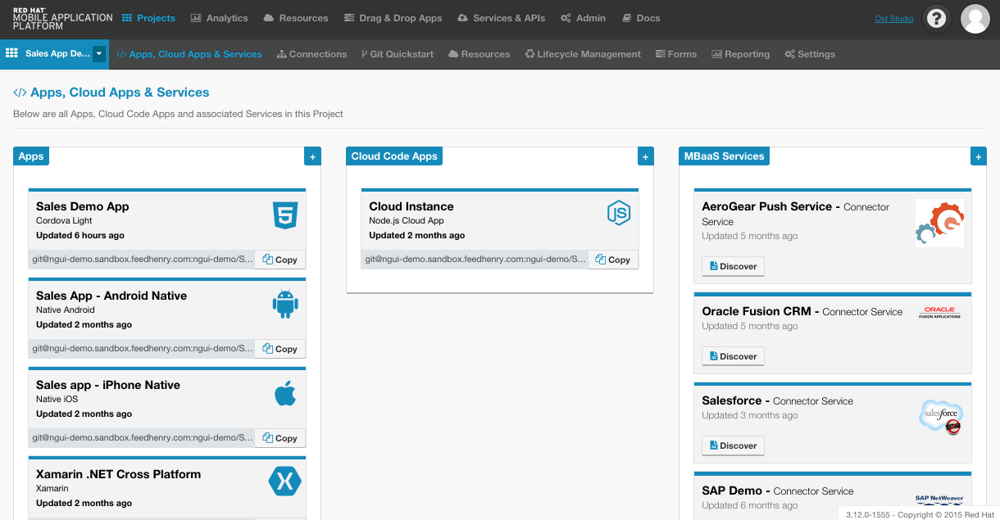 RED HAT
MOBILE APPLICATION
PLATFORM
Projects
Analytics
Resources
Drag & Drop Apps
Services & APIs
Admin
Docs
Old Studio
?
Sales App De...
</> Apps, Cloud Apps & Services
Connections
Git Quickstart
Resources
Lifecycle Management
Forms
Reporting
Settings
</> Apps, Cloud Apps & Services
Below are all Apps, Cloud Code Apps and associated Services in this Project
Apps
+
Sales Demo App
Cordova Light
Updated 6 hours ago
5
git@ngui-demo.sandbox.feedhenry.com:ngui-demo/S...
Copy
Sales App - Android Native
Native Android
Updated 2 months ago
git@ngui-demo.sandbox.feedhenry.com:ngui-demo/S...
Copy
Sales app - iPhone Native
Native iOS
Updated 2 months ago
git@ngui-demo.sandbox.feedhenry.com:ngui-demo/S...
Copy
Xamarin .NET Cross Platform
Xamarin
Updated 2 months ago
X
Cloud Code Apps
+
Cloud Instance
Node.js Cloud App
Updated 2 months ago
JS
git@ngui-demo.sandbox.feedhenry.com:ngui-demo/S...
Copy
MBaaS Services
+
AeroGear Push Service - Connector
Service
Updated 5 months ago
Discover
Oracle Fusion CRM - Connector Service
Updated 5 months ago
ORACLE
FUSION APPLICATIONS
Discover
Salesforce - Connector Service
Updated 3 months ago
salesforce
Discover
SAP Demo - Connector Service
Updated 6 months ago
SAP NetWeaver
3.12.0-1555 - Copyright © 2015 Red Hat